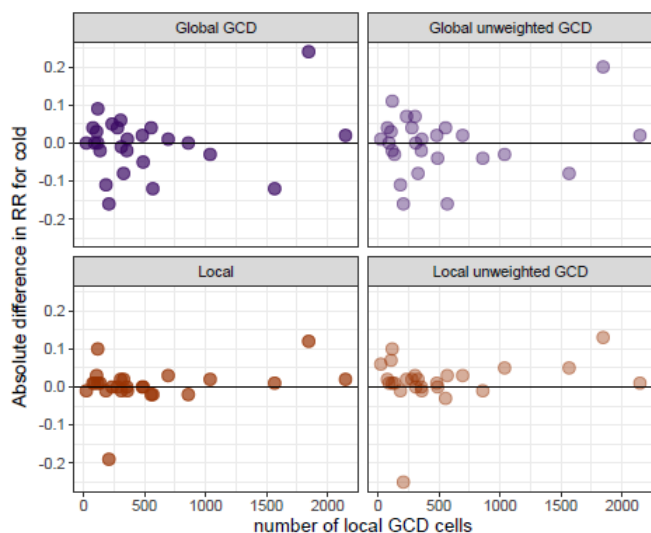 Global GCD
Global unweighted GCD
0.2
0.1
0.0
-0.1
-0.2
Local
Local unweighted GCD
0.2
0.1
0.0
-0.1
-0.2
0 500 1000 1500 2000 0 500 1000 1500 2000
number of local GCD cells
Absolute difference in RR for cold